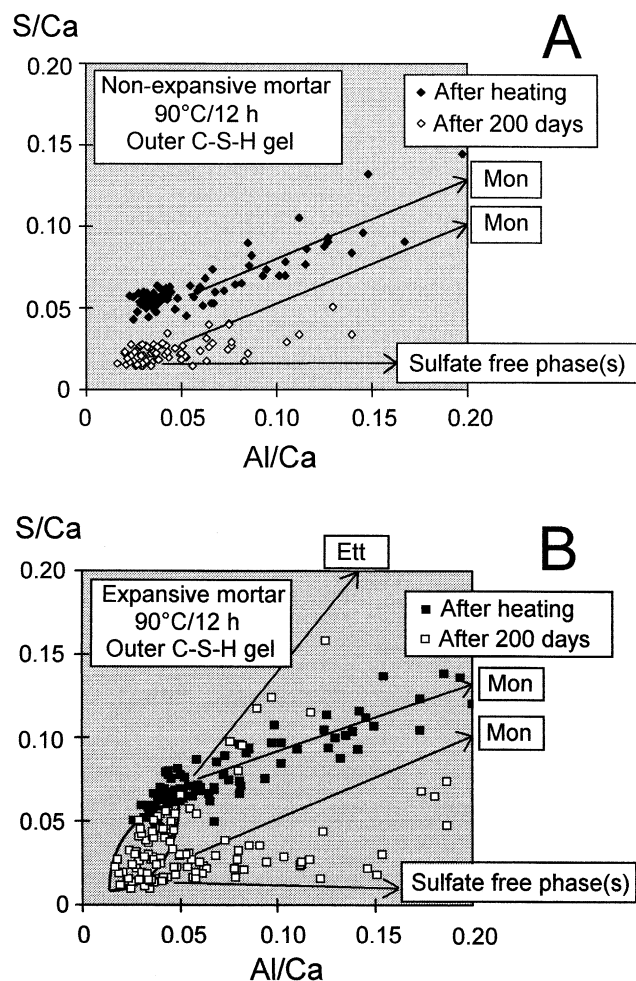 S/Ca
A
0.20
Non-expansive mortar
90°C/12 h
Outer C-S-H gel
After heating
After 200 days
0.15
Mon
0.10
Mon
0.05
Sulfate free phase(s)
0
0 0.05 0.10 0.15 0.20
Al/Ca
S/Ca
B
Ett
0.20
Expansive mortar
90°C/12 h
Outer C-S-H gel
After heating
After 200 days
0.15
Mon
0.10
Mon
0.05
Sulfate free phase(s)
0
0 0.05 0.10 0.15 0.20
Al/Ca